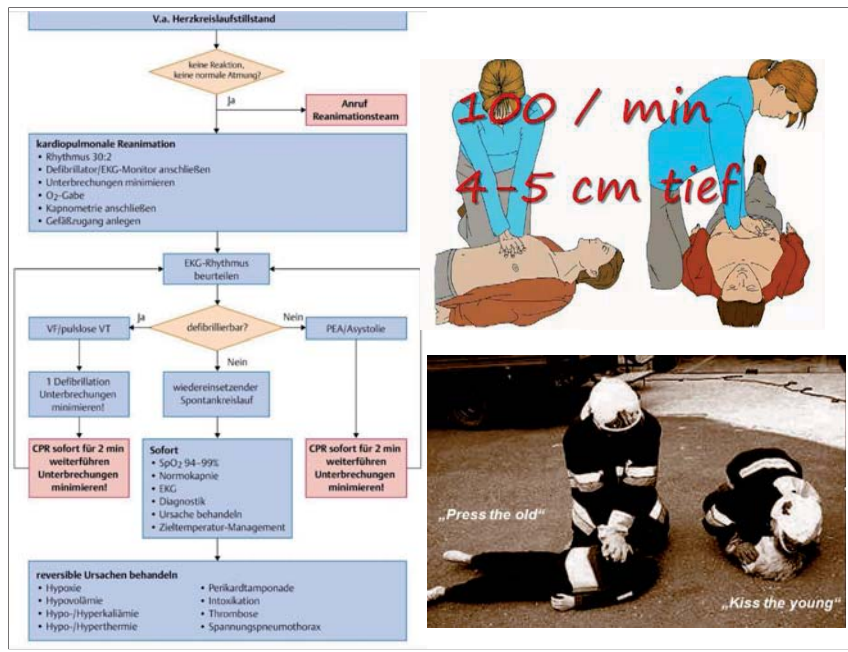 V.a. Herzkreislaufstillstand
keine Reaktion,
keine normale Atmung?
Ja
Anruf
Reanimationsteam
kardiopulmonale Reanimation
• Rhythmus 30:2
• Defibrillator/EKG-Monitor anschließen
• Unterbrechungen minimieren
• O₂-Gabe
• Kapnometrie anschließen
• Gefäßzugang anlegen
EKG-Rhythmus
beurteilen
VF/pulslose VT
Ja
defibrillierbar?
Nein
PEA/Asystolie
Nein
1 Defibrillation
Unterbrechungen
minimieren!
wiedereinsetzender
Spontankreislauf
CPR sofort für 2 min
weiterführen
Unterbrechungen
minimieren!
Sofort
• SpO₂ 94–99%
• Normokapnie
• EKG
• Diagnostik
• Ursache behandeln
• Zieltemperatur-Management
CPR sofort für 2 min
weiterführen
Unterbrechungen
minimieren!
reversible Ursachen behandeln
• Hypoxie
• Hypovolämie
• Hypo-/Hyperkaliämie
• Hypo-/Hyperthermie
• Perikardtamponade
• Intoxikation
• Thrombose
• Spannungspneumothorax
100 / min
4-5 cm tief
„Press the old“
„Kiss the young“